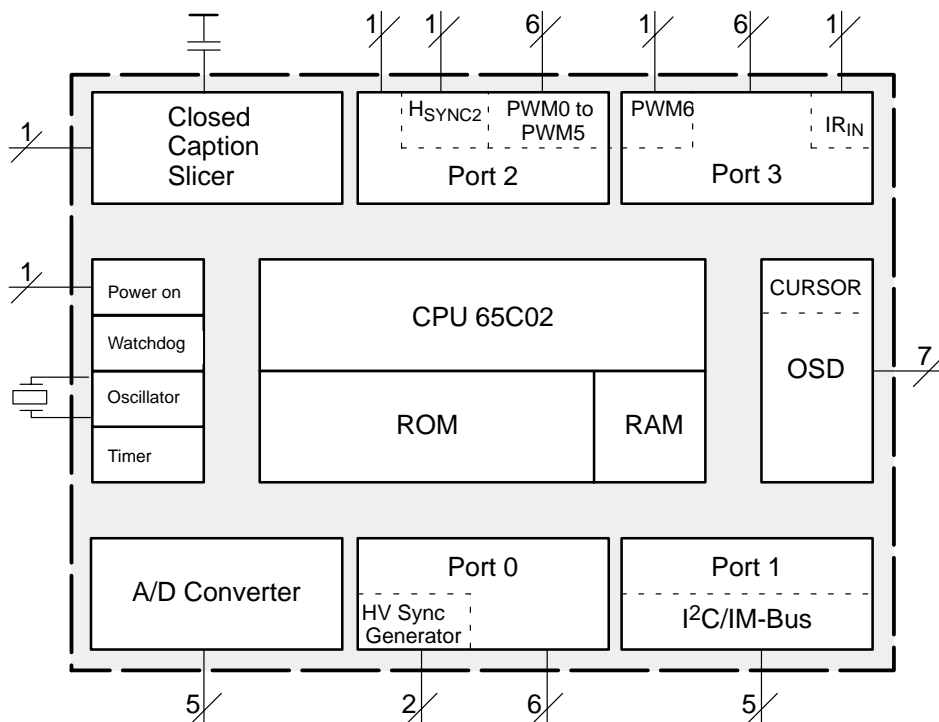 1
1
6
1
6
1
1
Closed
Caption
Slicer
HSYNC2
PWM0 to
PWM5
Port 2
PWM6
IRIN
Port 3
1
Power on
Watchdog
Oscillator
Timer
CPU 65C02
ROM
RAM
CURSOR
OSD
7
A/D Converter
Port 0
HV Sync
Generator
Port 1
I²C/IM-Bus
5
2
6
5